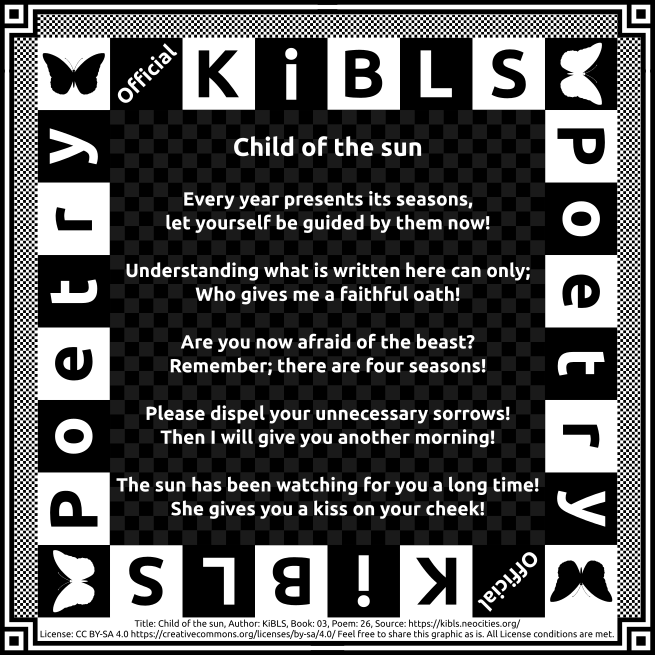 Official KiBLS
Poetry
Poetry
Child of the sun
Every year presents its seasons,
let yourself be guided by them now!
Understanding what is written here can only;
Who gives me a faithful oath!
Are you now afraid of the beast?
Remember; there are four seasons!
Please dispel your unnecessary sorrows!
Then I will give you another morning!
The sun has been watching for you a long time!
She gives you a kiss on your cheek!
Official KiBLS
Title: Child of the sun, Author: KiBLS, Book: 03, Poem: 26, Source: https://kibls.neocities.org/
License: CC BY-SA 4.0 https://creativecommons.org/licenses/by-sa/4.0/ Feel free to share this graphic as is. All License conditions are met.